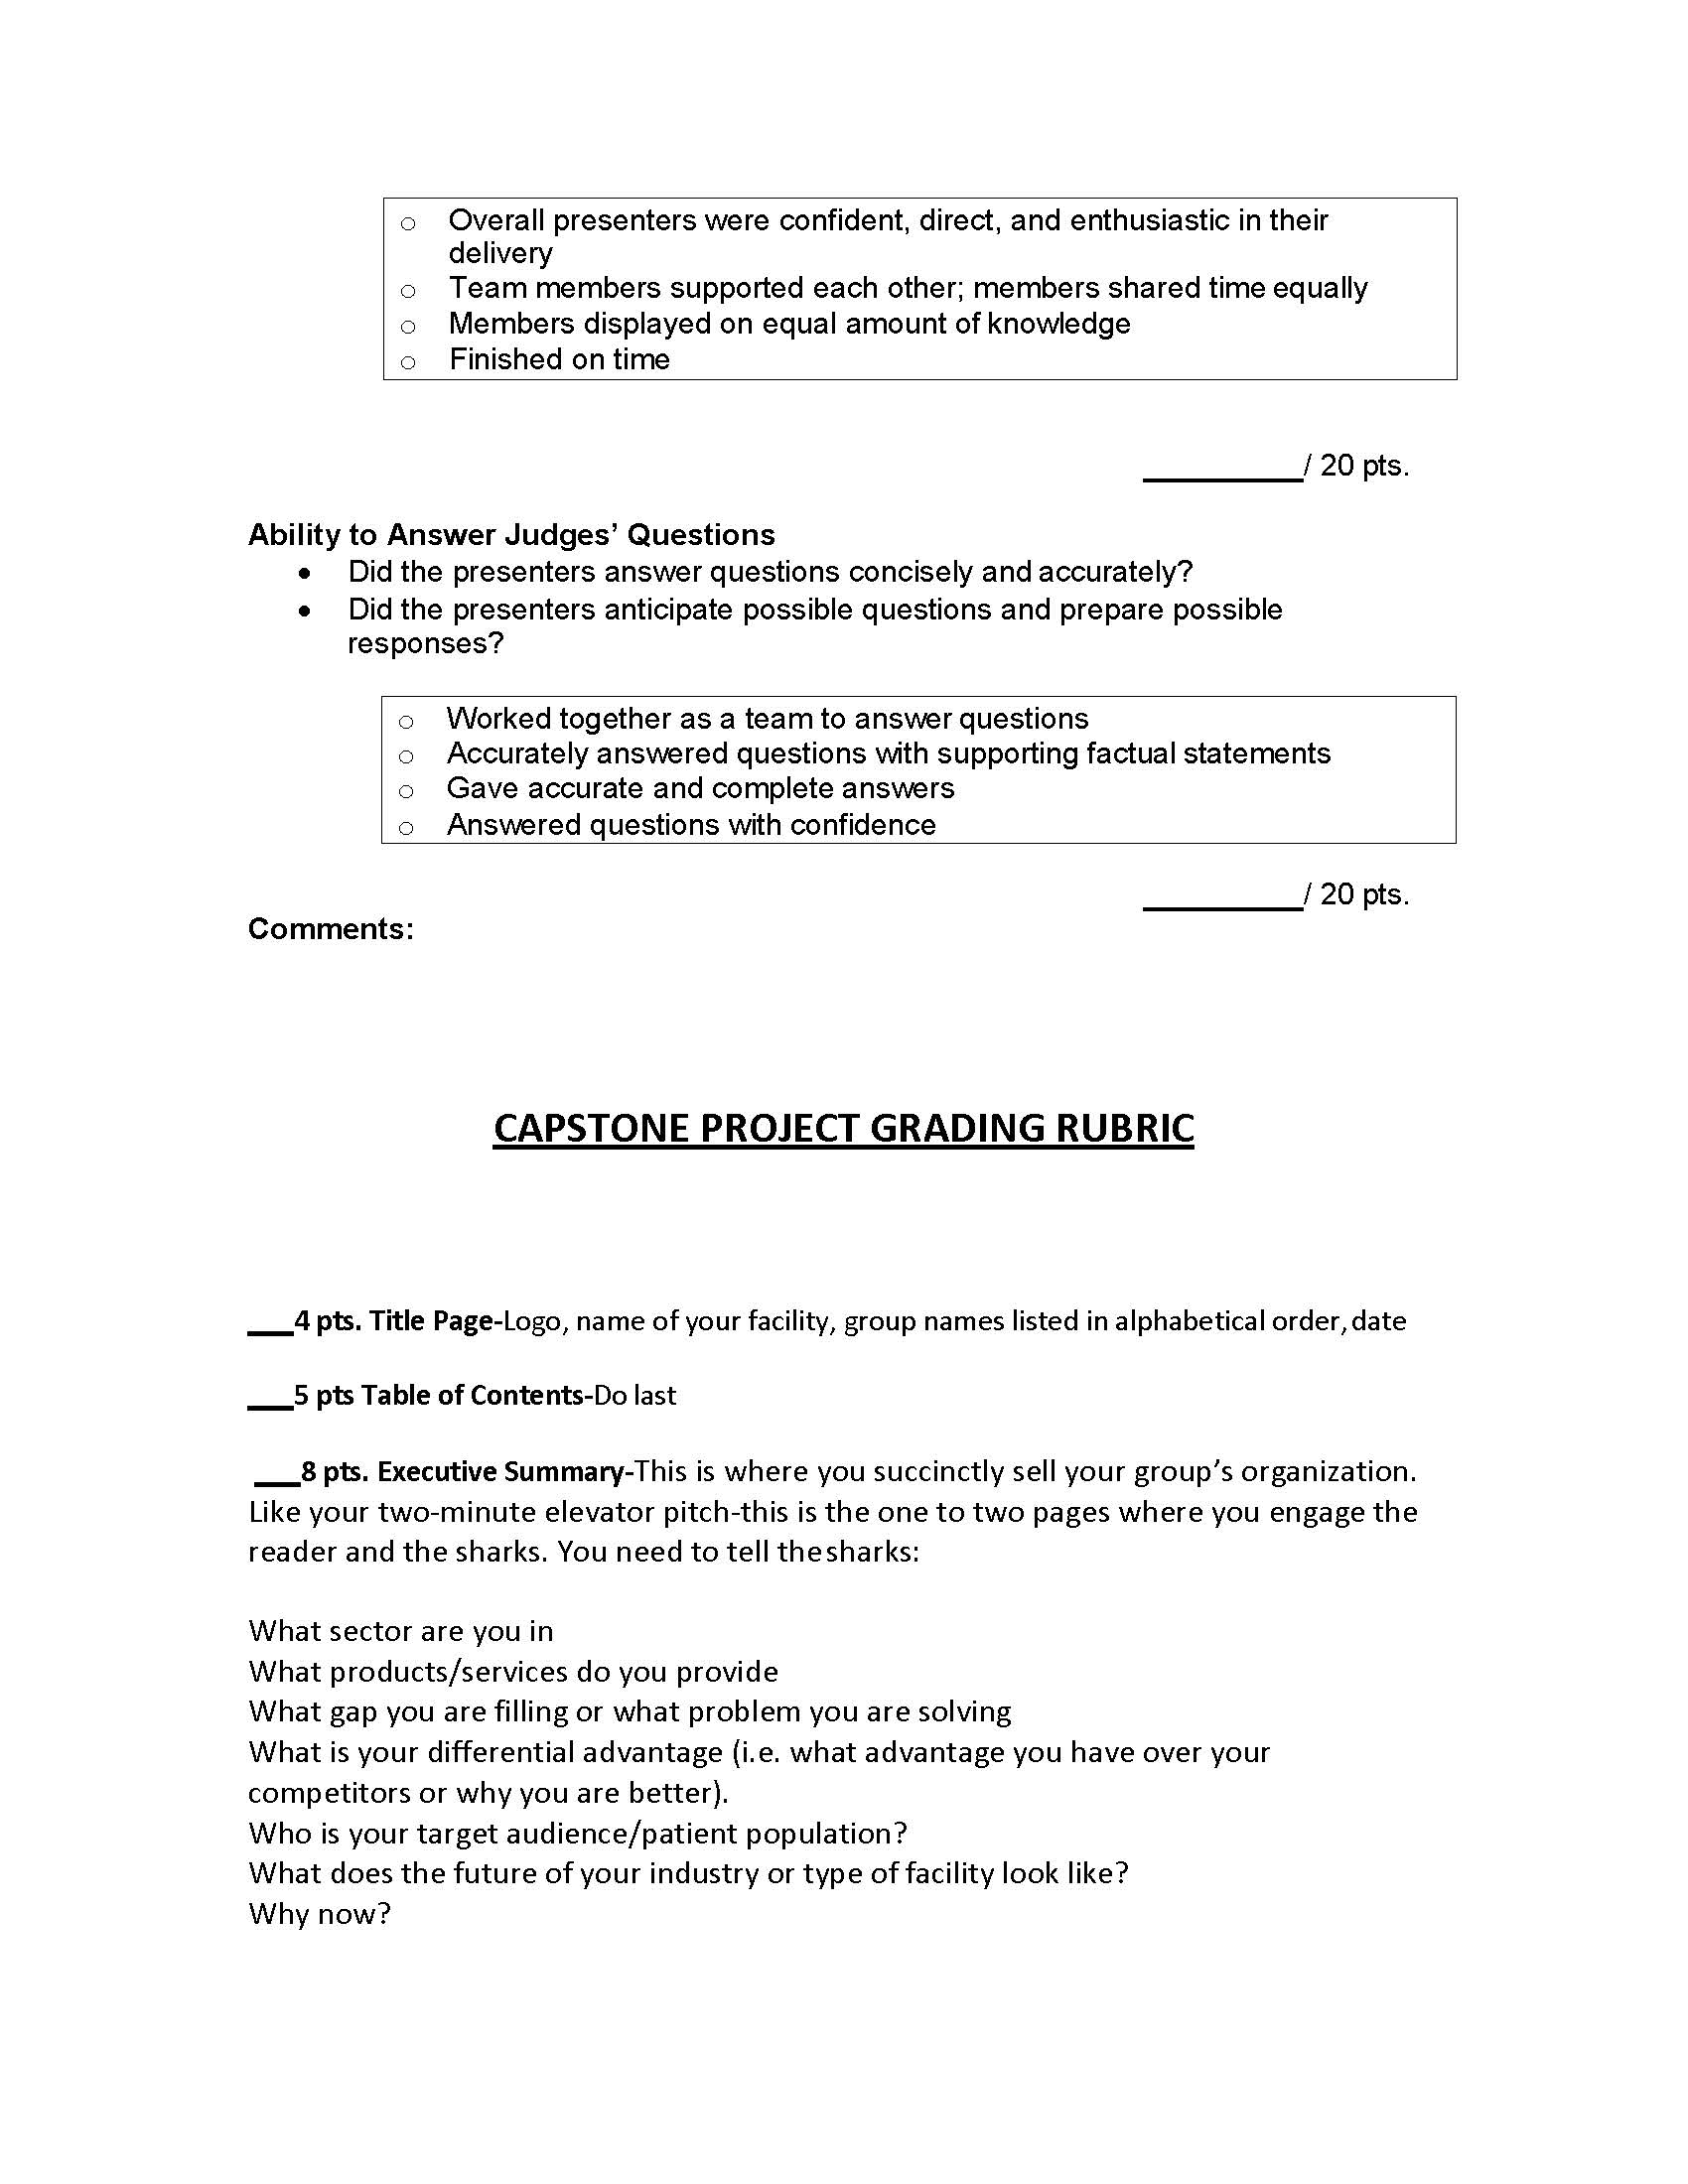 o Overall presenters were confident, direct, and enthusiastic in their
delivery
o Team members supported each other; members shared time equally
o Members displayed on equal amount of knowledge
o Finished on time
__________/ 20 pts.
Ability to Answer Judges’ Questions
• Did the presenters answer questions concisely and accurately?
• Did the presenters anticipate possible questions and prepare possible
responses?
o Worked together as a team to answer questions
o Accurately answered questions with supporting factual statements
o Gave accurate and complete answers
o Answered questions with confidence
__________/ 20 pts.
Comments:
CAPSTONE PROJECT GRADING RUBRIC
___4 pts. Title Page-Logo, name of your facility, group names listed in alphabetical order, date
___5 pts Table of Contents-Do last
___8 pts. Executive Summary-This is where you succinctly sell your group’s organization.
Like your two-minute elevator pitch-this is the one to two pages where you engage the
reader and the sharks. You need to tell the sharks:
What sector are you in
What products/services do you provide
What gap you are filling or what problem you are solving
What is your differential advantage (i.e. what advantage you have over your
competitors or why you are better).
Who is your target audience/patient population?
What does the future of your industry or type of facility look like?
Why now?